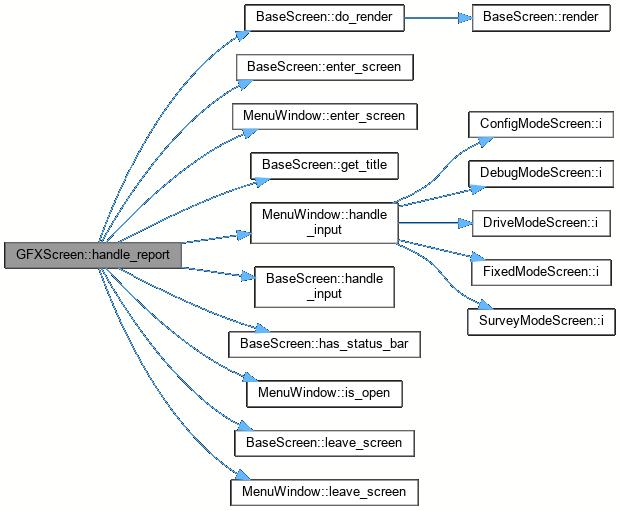 BaseScreen::do_render
BaseScreen::render
BaseScreen::enter_screen
MenuWindow::enter_screen
ConfigModeScreen::i
BaseScreen::get_title
DebugModeScreen::i
MenuWindow::handle
_input
DriveModeScreen::i
GFXScreen::handle_report
FixedModeScreen::i
BaseScreen::handle
_input
SurveyModeScreen::i
BaseScreen::has_status_bar
MenuWindow::is_open
BaseScreen::leave_screen
MenuWindow::leave_screen